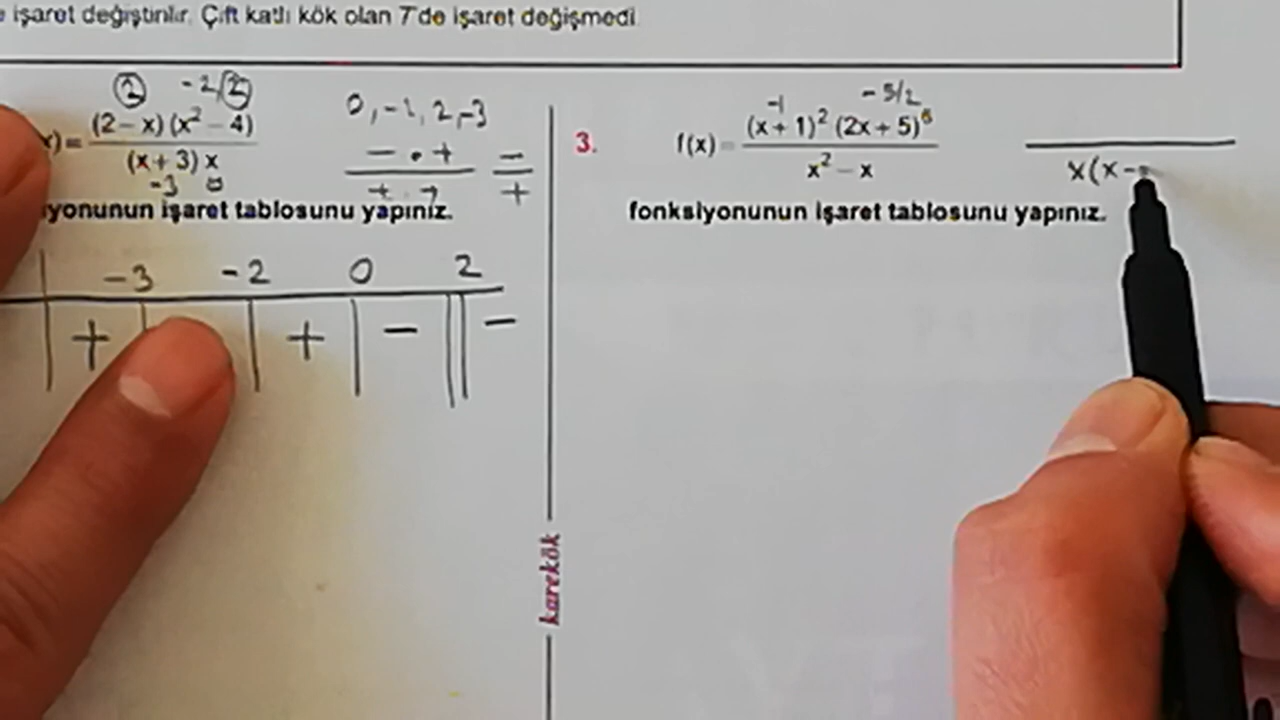 işaret değiştirilir. Çift katlı kök olan 7'de işaret değişmedi.
2 -2 2
x) = (2 - x) (x² - 4) / (x + 3) x
-3 0
0, -1, 2, -3
- . + / + + - / +
yonunun işaret tablosunu yapınız.
-3 -2 0 2
+ + - -
karekök
3. f(x) = (x + 1)² (2x + 5)⁶ / x² - x
-1 -5/2
x(x-
fonksiyonunun işaret tablosunu yapınız.